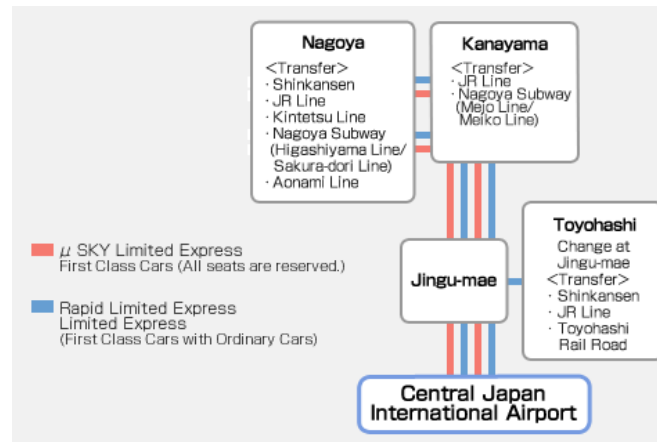 Nagoya
<Transfer>
· Shinkansen
· JR Line
· Kintetsu Line
· Nagoya Subway
(Higashiyama Line/
Sakura-dori Line)
· Aonami Line
Kanayama
<Transfer>
· JR Line
· Nagoya Subway
(Mejo Line/
Meiko Line)
μ SKY Limited Express
First Class Cars (All seats are reserved.)
Rapid Limited Express
Limited Express
(First Class Cars with Ordinary Cars)
Jingu-mae
Toyohashi
Change at
Jingu-mae
<Transfer>
· Shinkansen
· JR Line
· Toyohashi
Rail Road
Central Japan
International Airport